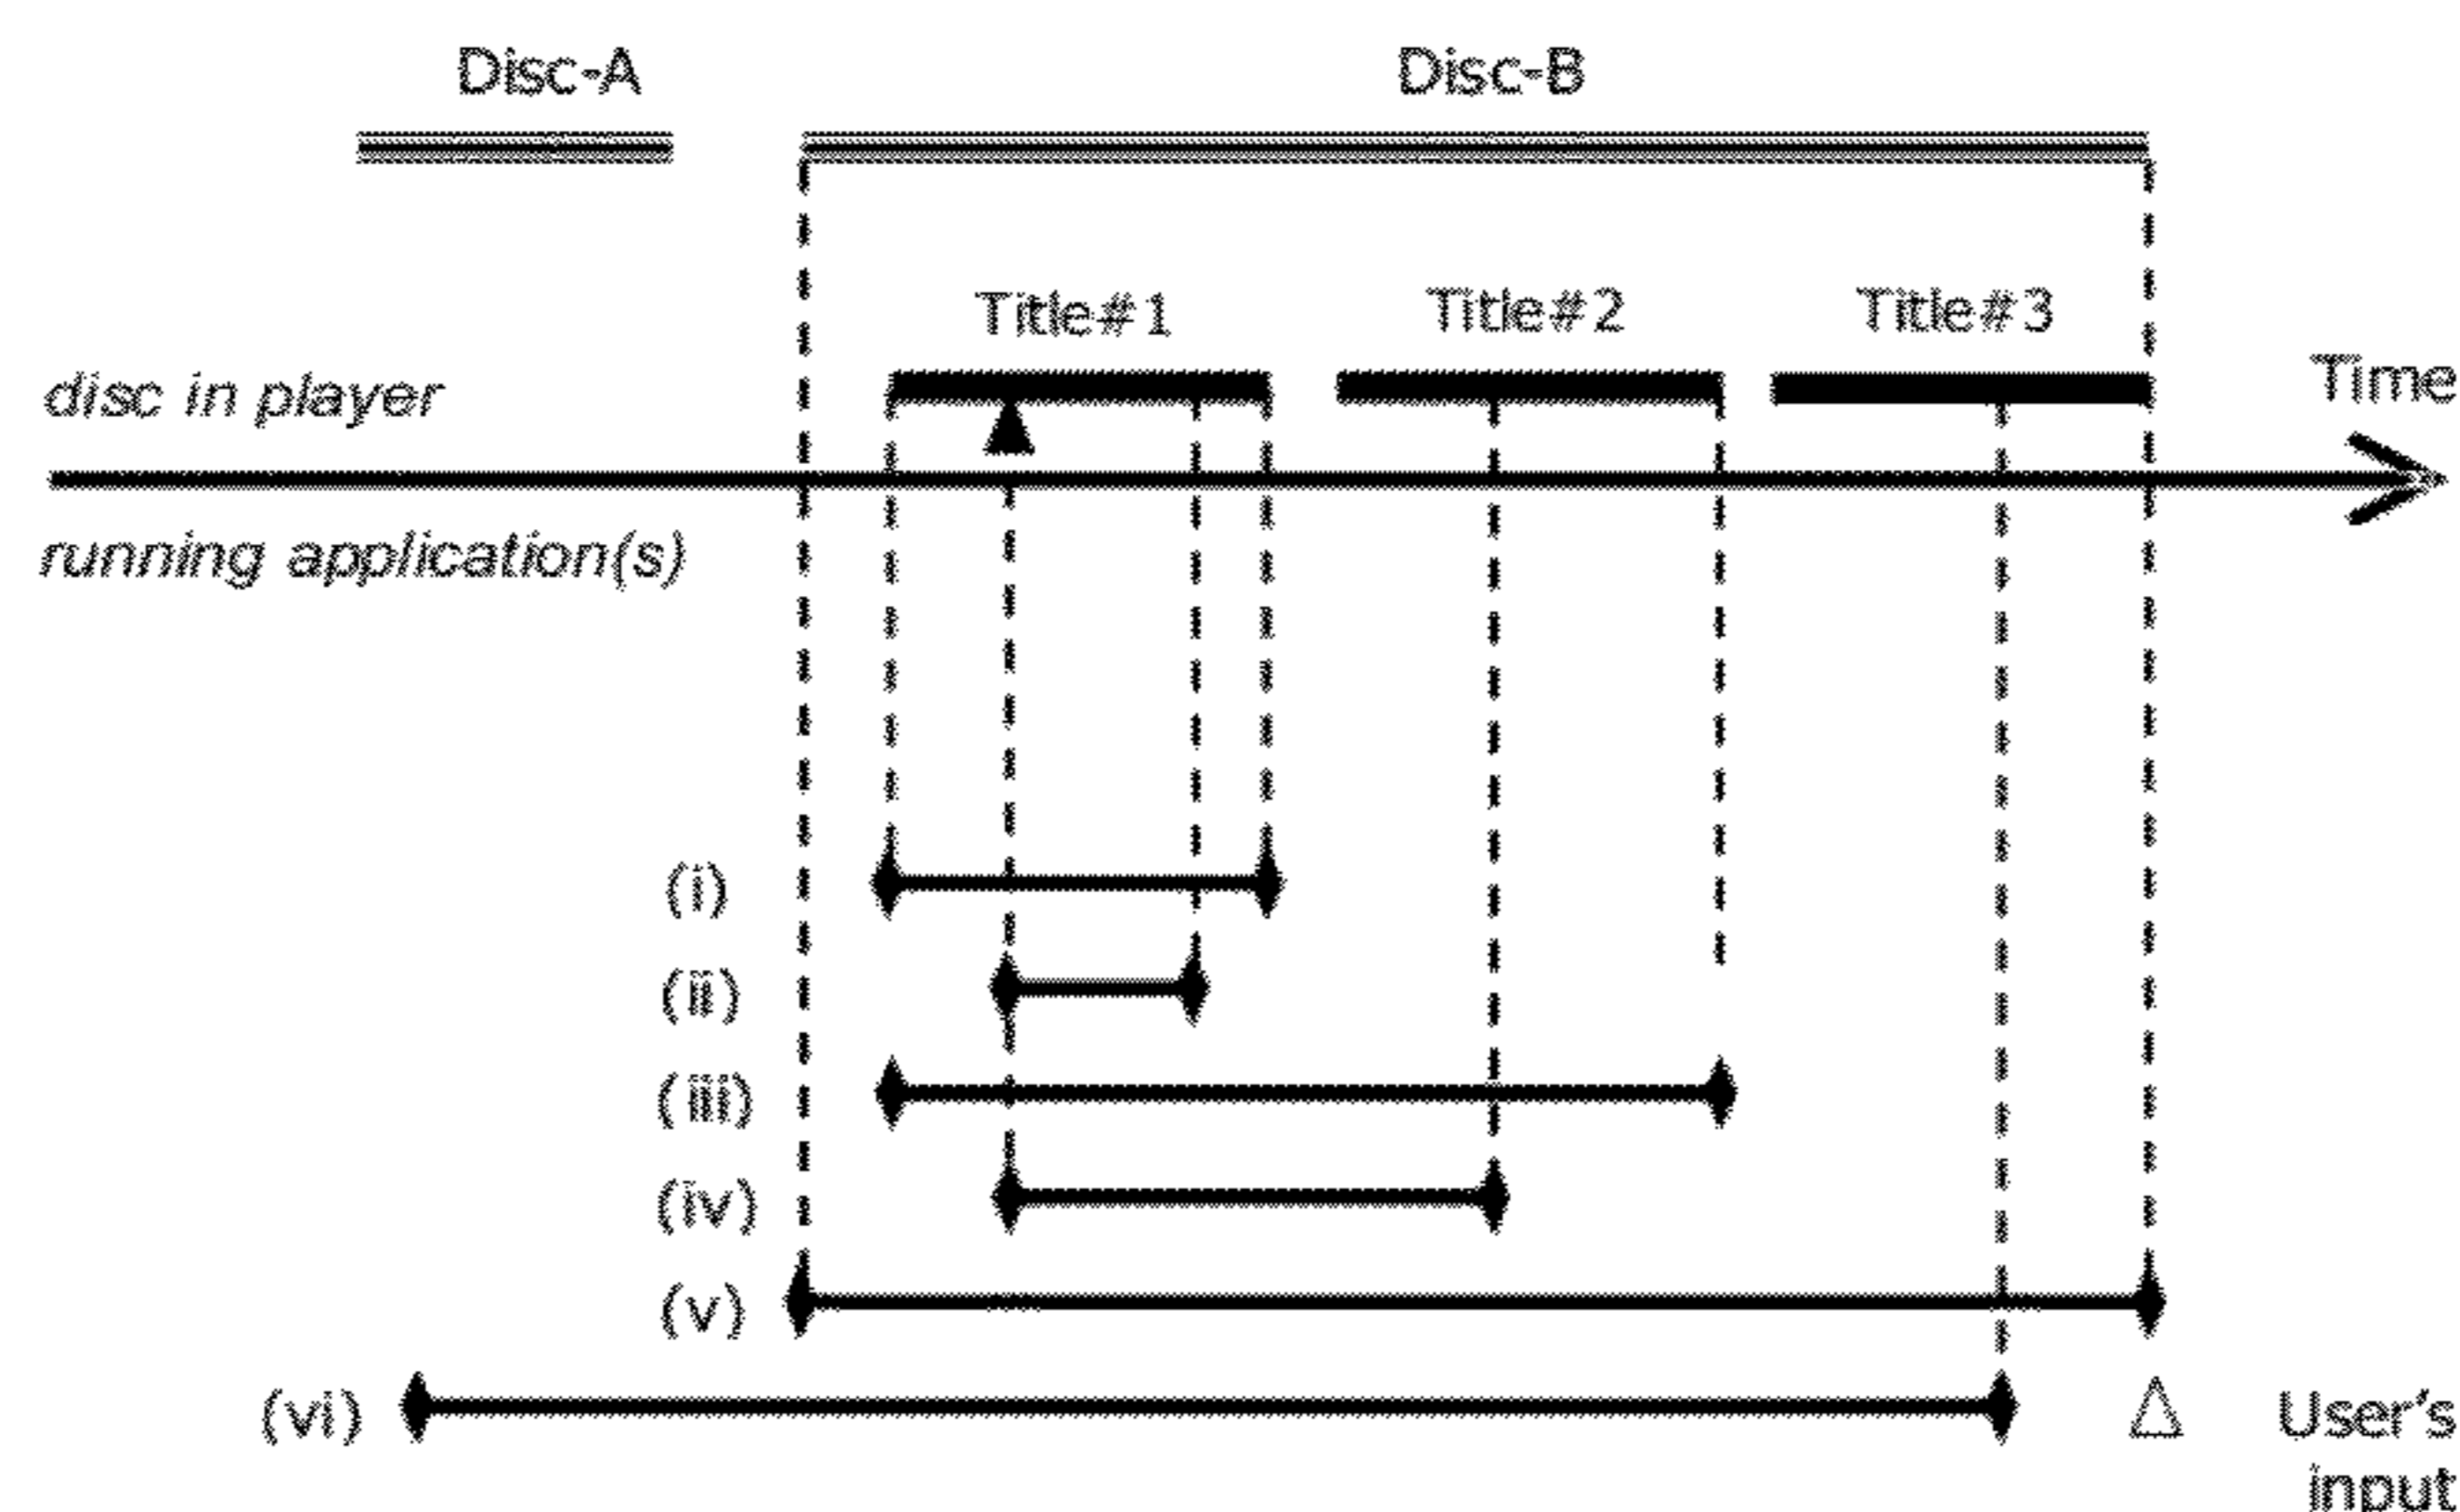 Disc-A
Disc-B
Title#1
Title#2
Title#3
Time
disc in player
running application(s)
(i)
(ii)
(iii)
(iv)
(v)
(vi)
User's
input